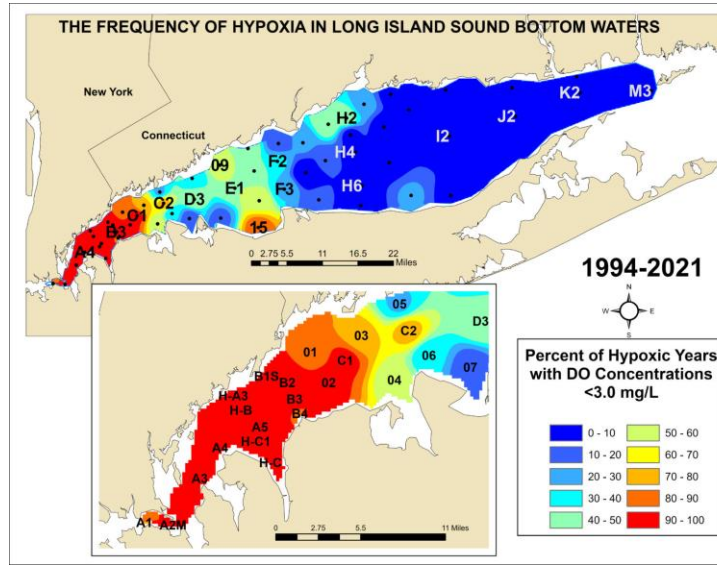 THE FREQUENCY OF HYPOXIA IN LONG ISLAND SOUND BOTTOM WATERS
New York
Connecticut
M3
K2
J2
I2
H2
H4
H6
F2
F3
09
E1
15
D3
C2
C1
B3
A4
0 2.75 5.5 11 16.5 22
Miles
1994-2021
N
W E
S
05
D3
03
C2
01
C1
06
07
04
02
B1S
B2
H-A3
B3
H-B
B4
A5
H-C1
A4
H-C
A3
A1
A2M
0 2.75 5.5 11 Miles
Percent of Hypoxic Years
with DO Concentrations
<3.0 mg/L
0 - 10
10 - 20
20 - 30
30 - 40
40 - 50
50 - 60
60 - 70
70 - 80
80 - 90
90 - 100